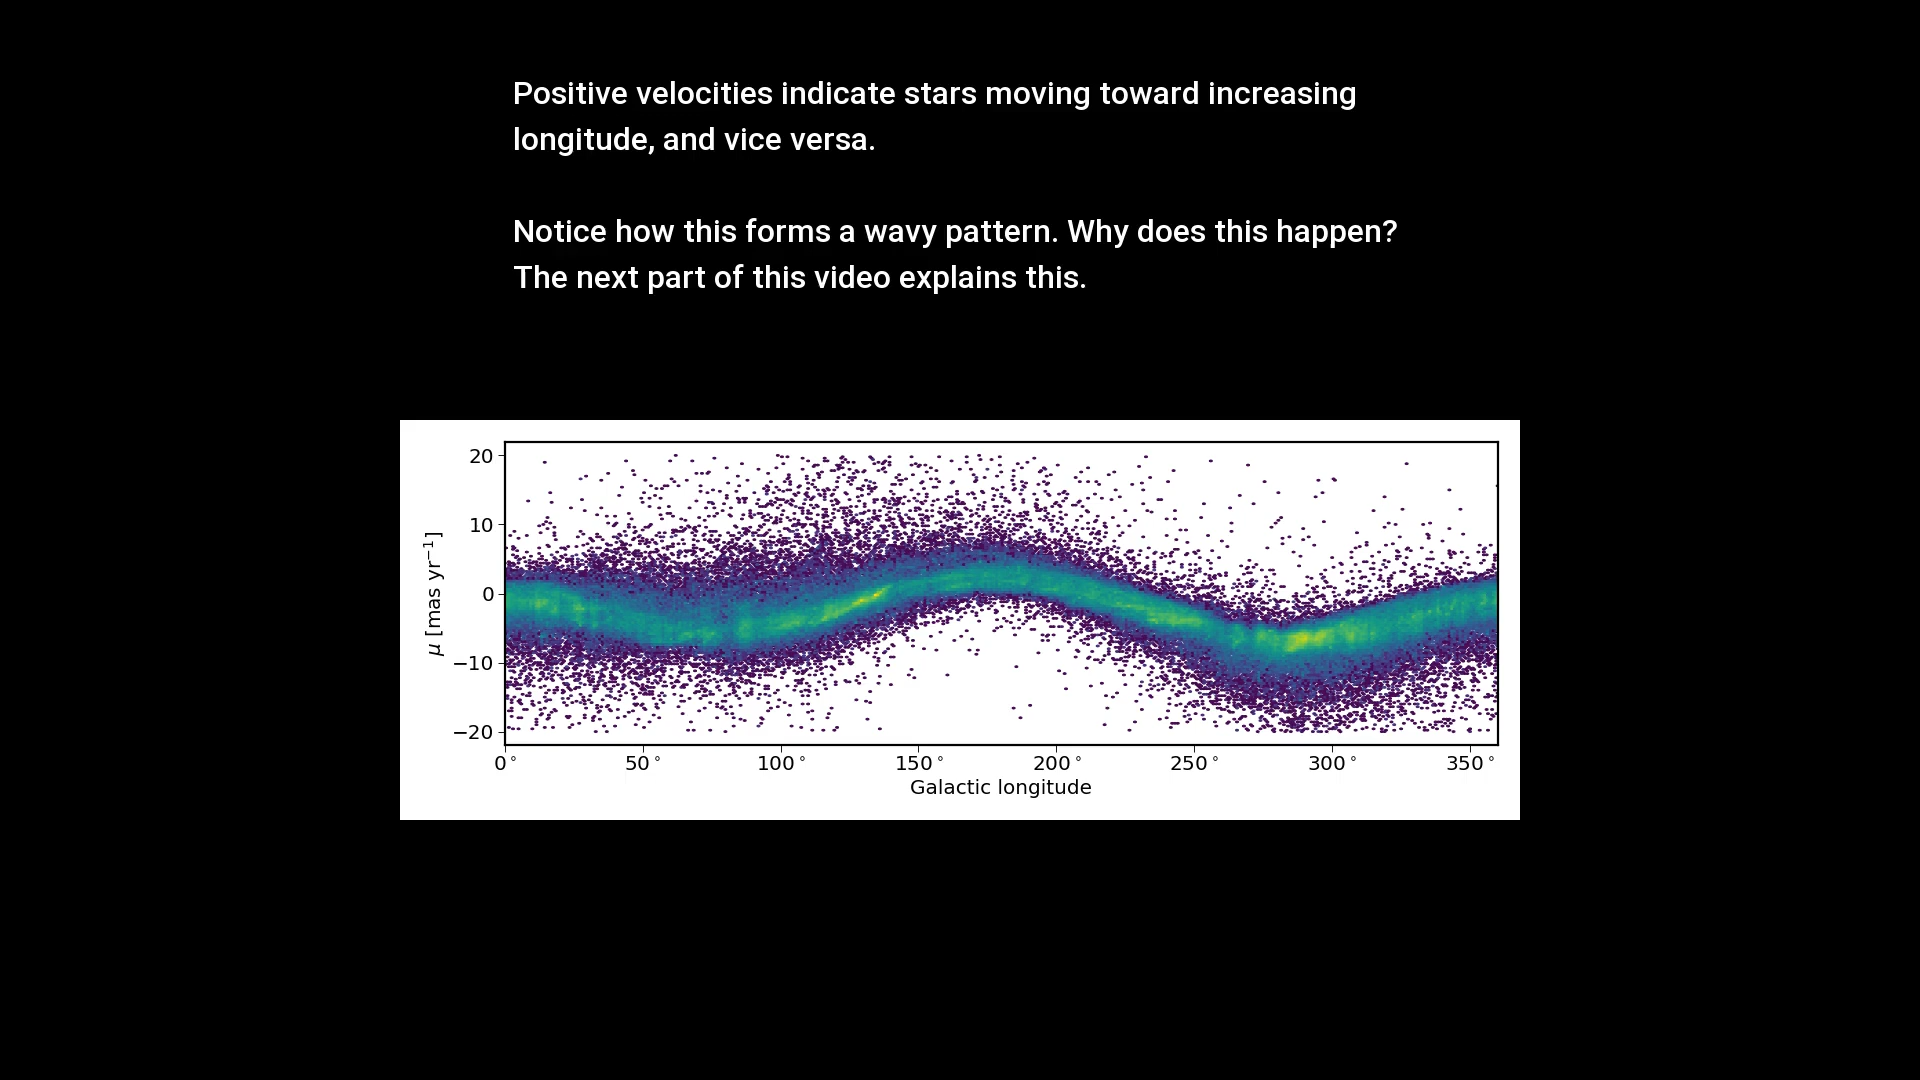 Positive velocities indicate stars moving toward increasing
longitude, and vice versa.
Notice how this forms a wavy pattern. Why does this happen?
The next part of this video explains this.
20
10
0
−10
−20
μ [mas yr⁻¹]
0° 50° 100° 150° 200° 250° 300° 350°
Galactic longitude